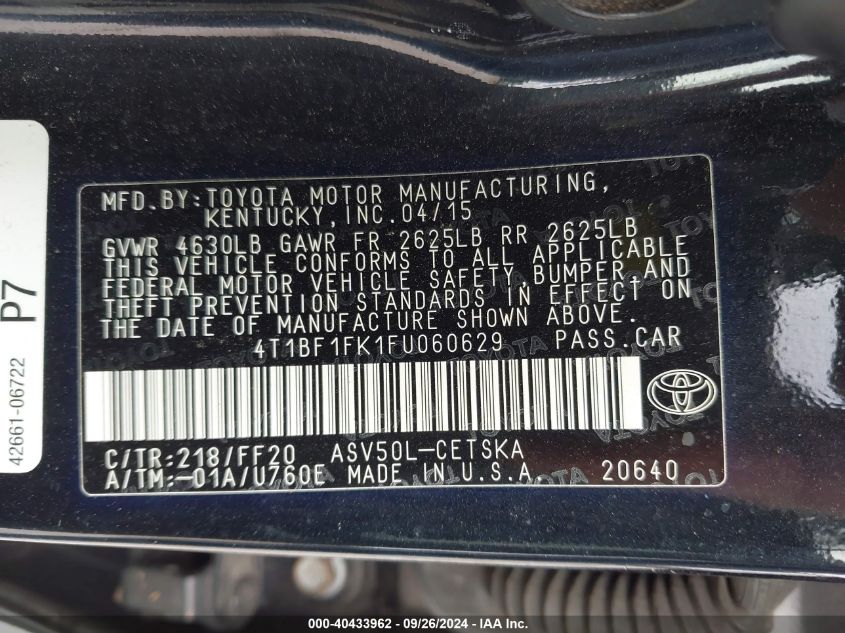 MFD.BY:TOYOTA MOTOR MANUFACTURING,
KENTUCKY,INC.04/15
GVWR 4630LB GAWR FR 2625LB RR 2625LB
THIS VEHICLE CONFORMS TO ALL APPLICABLE
FEDERAL MOTOR VEHICLE SAFETY,BUMPER,AND
THEFT PREVENTION STANDARDS IN EFFECT ON
THE DATE OF MANUFACTURE SHOWN ABOVE.
4T1BF1FK1FU060629 PASS.CAR
C/TR:218/FF20 ASV50L-CETSKA
A/TM:-01A/U760E MADE IN U.S.A. 20640
P7
42661-06722
000-40433962 - 09/26/2024 - IAA Inc.